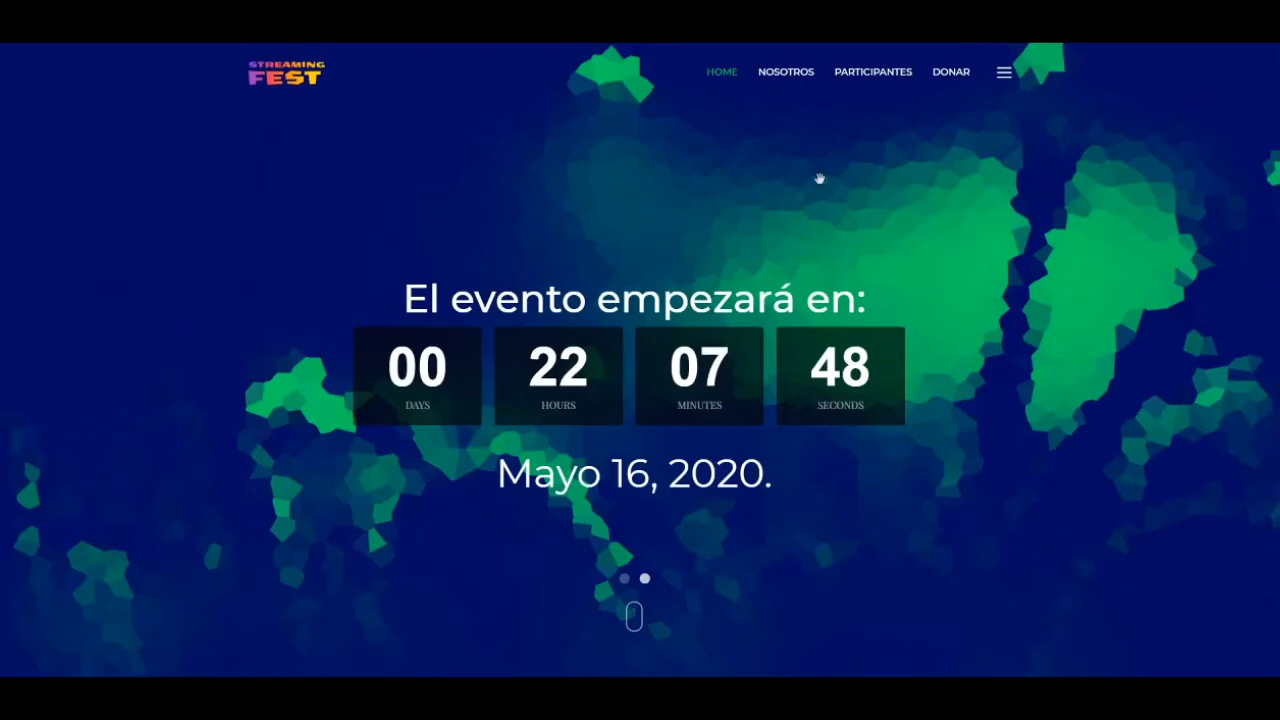 STREAMING
FEST
HOME NOSOTROS PARTICIPANTES DONAR
El evento empezará en:
00 22 07 48
DAYS HOURS MINUTES SECONDS
Mayo 16, 2020.